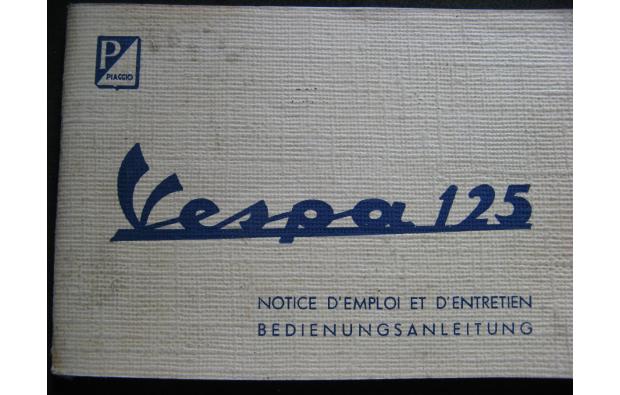 P
PIAGGIO
Vespa 125
NOTICE D'EMPLOI ET D'ENTRETIEN
BEDIENUNGSANLEITUNG